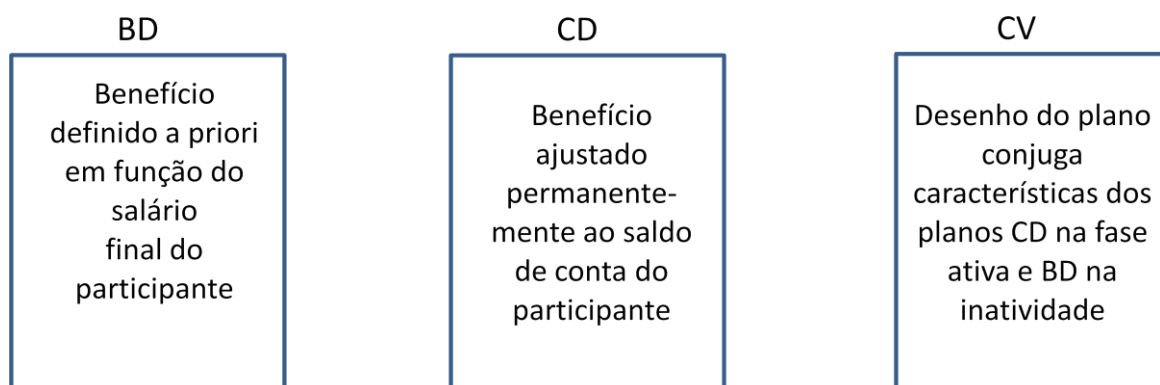 BD
Benefício
definido a priori
em função do
salário
final do
participante
CD
Benefício
ajustado
permanente-
mente ao saldo
de conta do
participante
CV
Desenho do plano
conjuga
características dos
planos CD na fase
ativa e BD na
inatividade